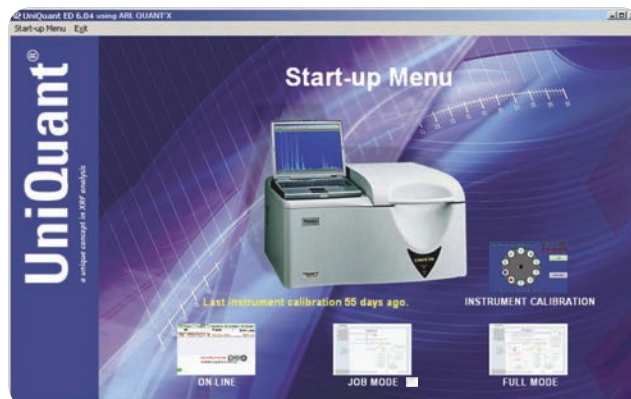 UniQuant ED 6.04 using ARL QUANT'X
Start-up Menu Exit
UniQuant®
a unique concept in XRF analysis
Start-up Menu
Last instrument calibration 55 days ago.
INSTRUMENT CALIBRATION
ON-LINE
JOB MODE
FULL MODE